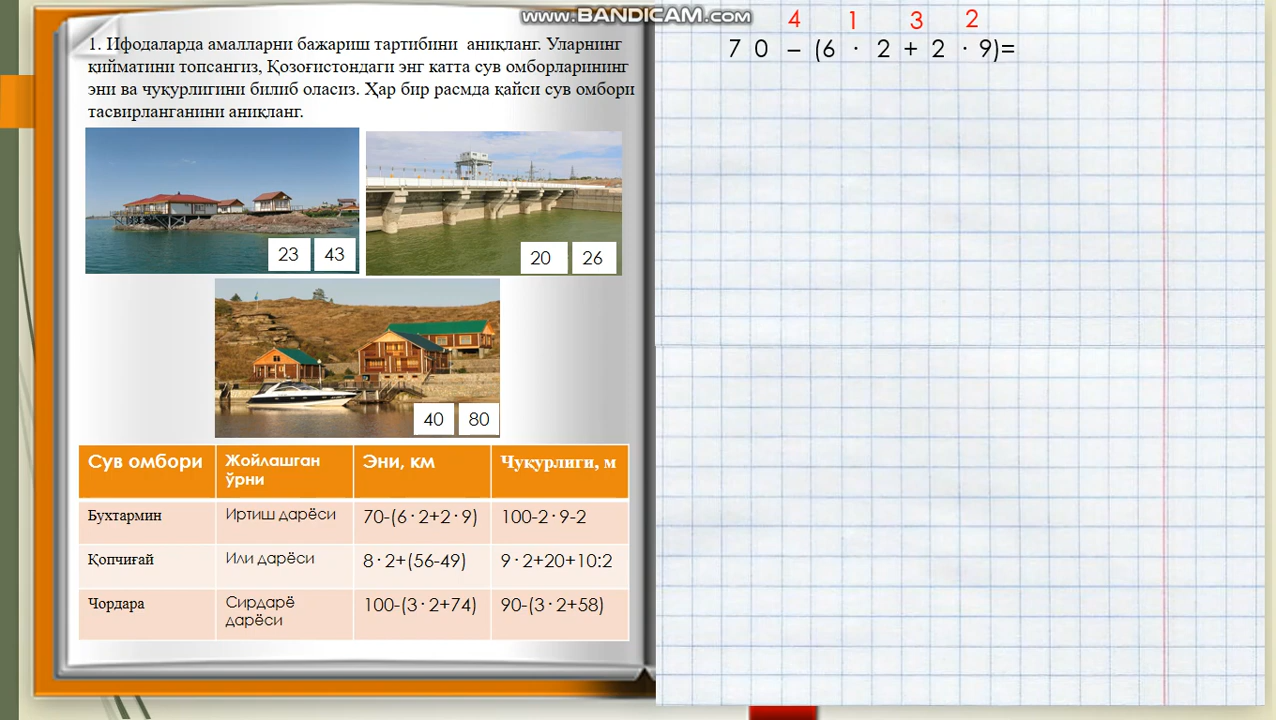 www.BANDICAM.com
1. Ифодаларда амалларни бажариш тартибини аниқланг. Уларнинг
қийматини топсангиз, Қозоғистондаги энг катта сув омборларининг
эни ва чуқурлигини билиб оласиз. Ҳар бир расмда қайси сув омбори
тасвирланганини аниқланг.
23 43
20 26
40 80
Сув омбори Жойлашган ўрни Эни, км Чуқурлиги, м
Бухтармин Иртиш дарёси 70-(6·2+2·9) 100-2·9-2
Қопчиғай Или дарёси 8·2+(56-49) 9·2+20+10:2
Чордара Сирдарё дарёси 100-(3·2+74) 90-(3·2+58)
4 1 3 2
70 – (6 · 2 + 2 · 9)=